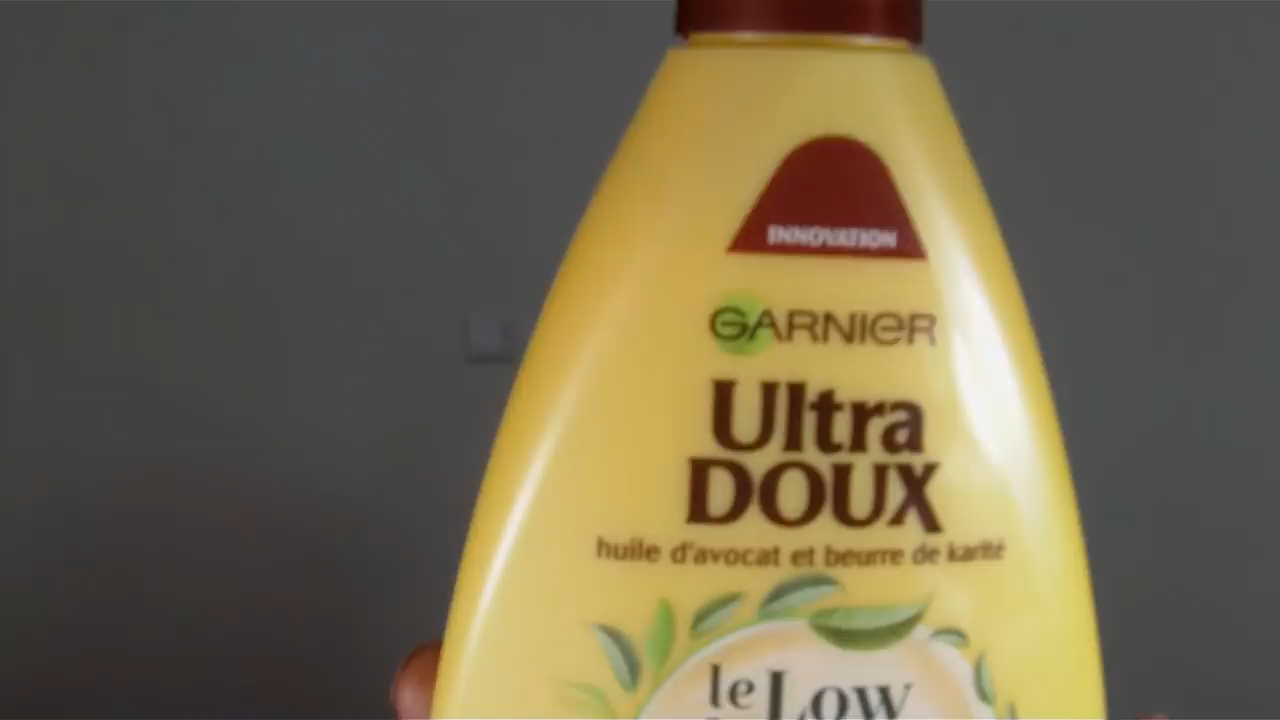 INNOVATION
GARNIER
Ultra
DOUX
huile d'avocat et beurre de karité
le Low